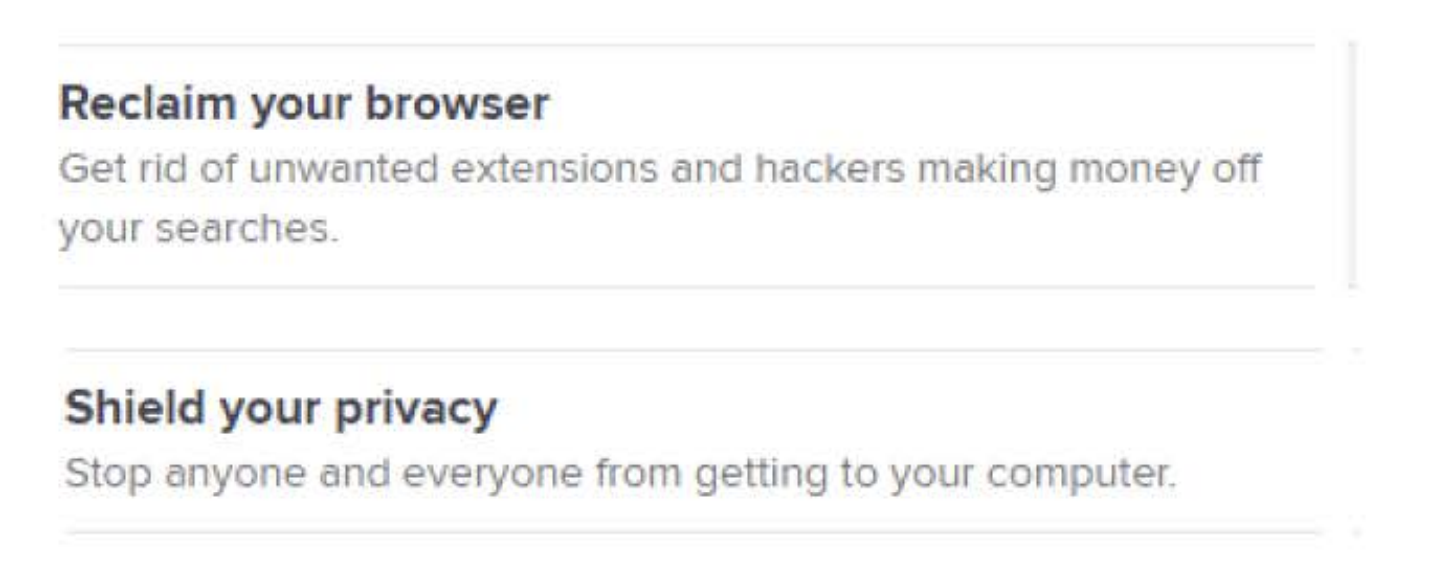 Reclaim your browser
Get rid of unwanted extensions and hackers making money off
your searches.
Shield your privacy
Stop anyone and everyone from getting to your computer.